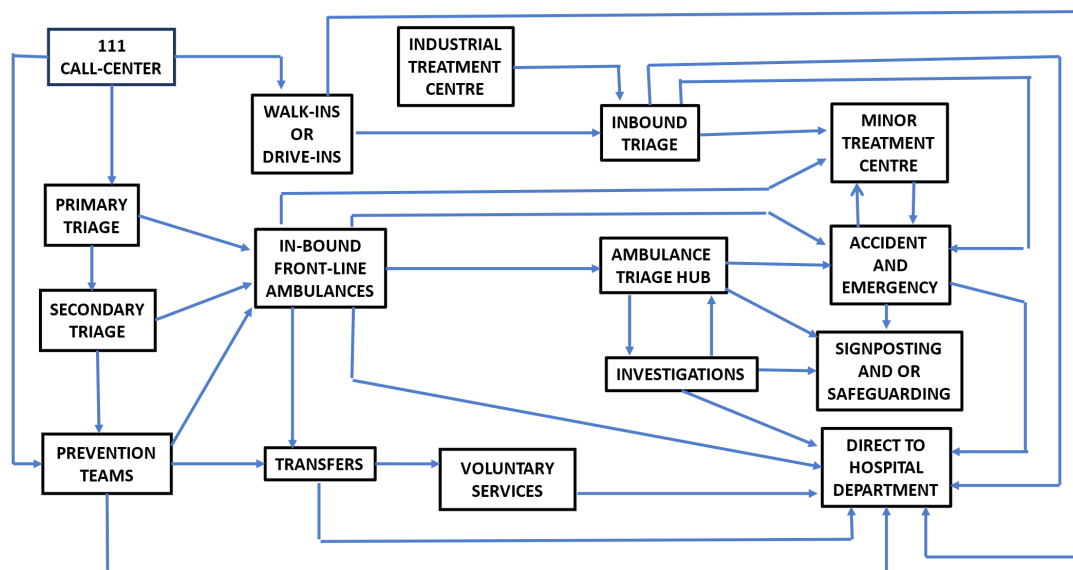 111
CALL-CENTER
INDUSTRIAL
TREATMENT
CENTRE
WALK-INS
OR
DRIVE-INS
INBOUND
TRIAGE
MINOR
TREATMENT
CENTRE
PRIMARY
TRIAGE
IN-BOUND
FRONT-LINE
AMBULANCES
AMBULANCE
TRIAGE HUB
ACCIDENT
AND
EMERGENCY
SECONDARY
TRIAGE
INVESTIGATIONS
SIGNPOSTING
AND OR
SAFEGUARDING
PREVENTION
TEAMS
TRANSFERS
VOLUNTARY
SERVICES
DIRECT TO
HOSPITAL
DEPARTMENT